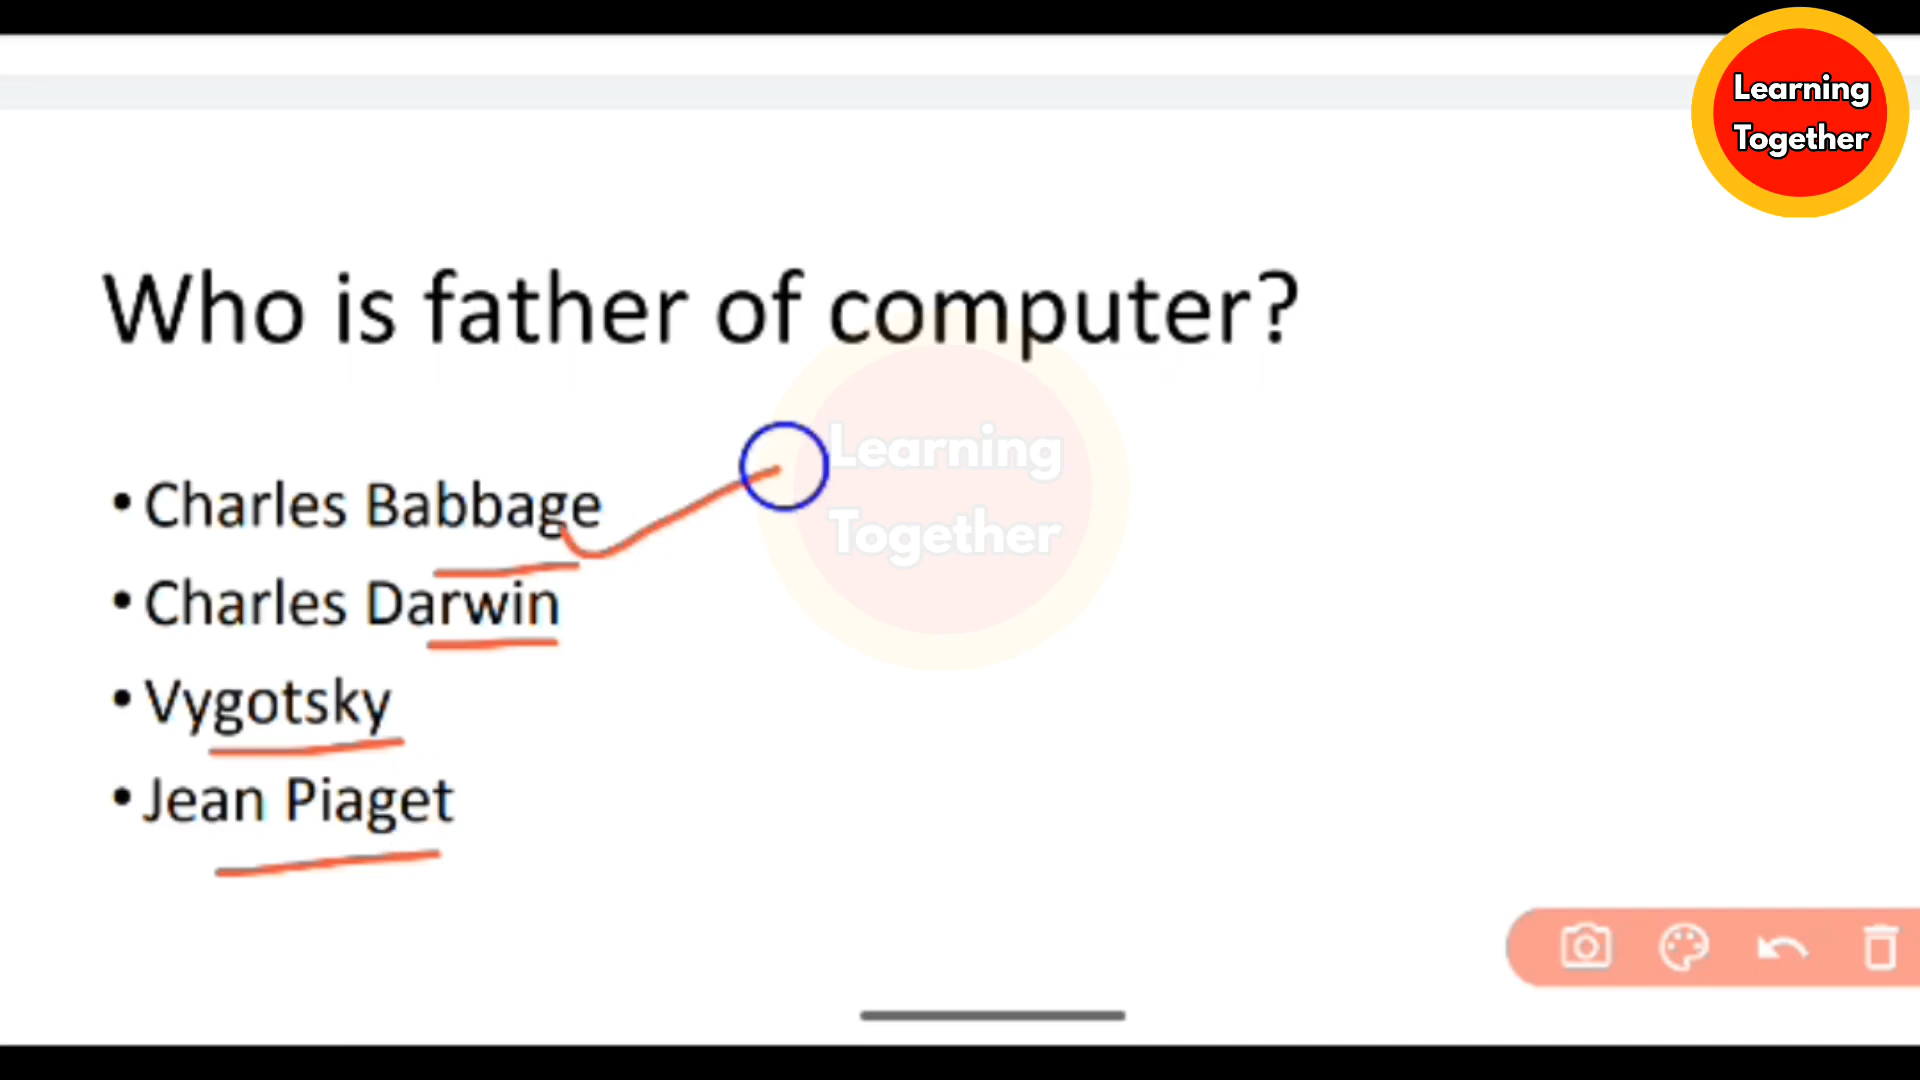 Learning
Together
Who is father of computer?
Learning
Together
• Charles Babbage
• Charles Darwin
• Vygotsky
• Jean Piaget